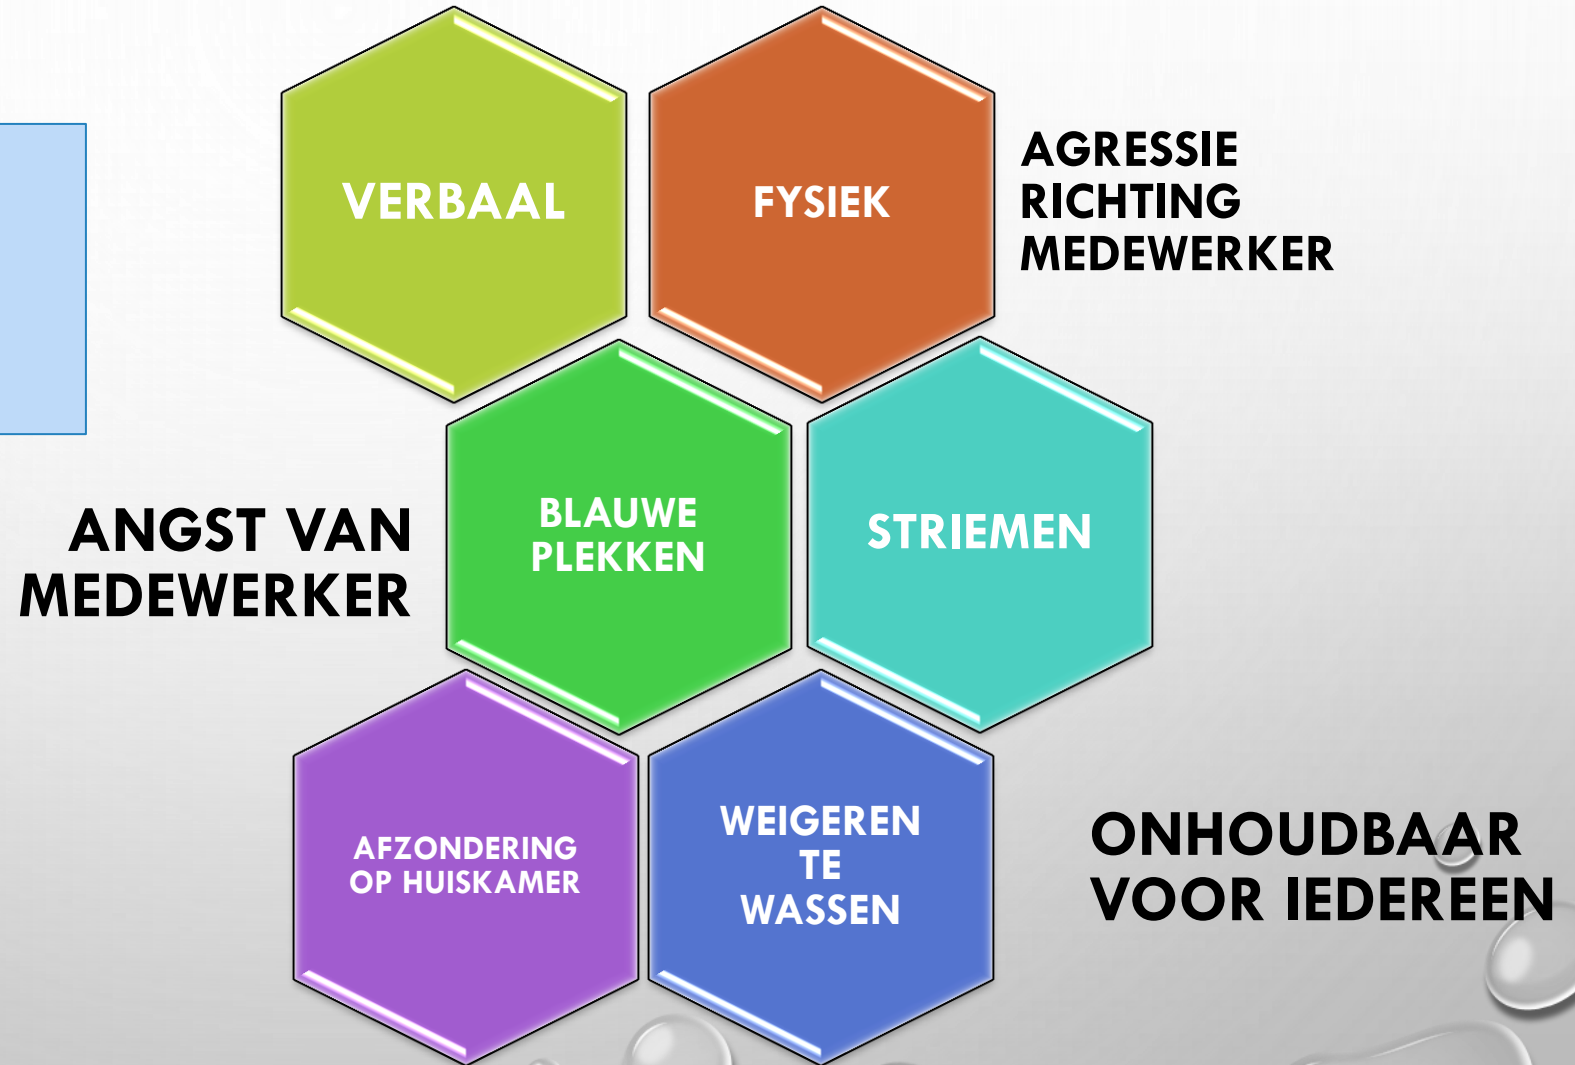 VERBAAL
FYSIEK
AGRESSIE
RICHTING
MEDEWERKER
ANGST VAN
MEDEWERKER
BLAUWE
PLEKKEN
STRIEMEN
AFZONDERING
OP HUISKAMER
WEIGEREN
TE
WASSEN
ONHOUDBAAR
VOOR IEDEREEN